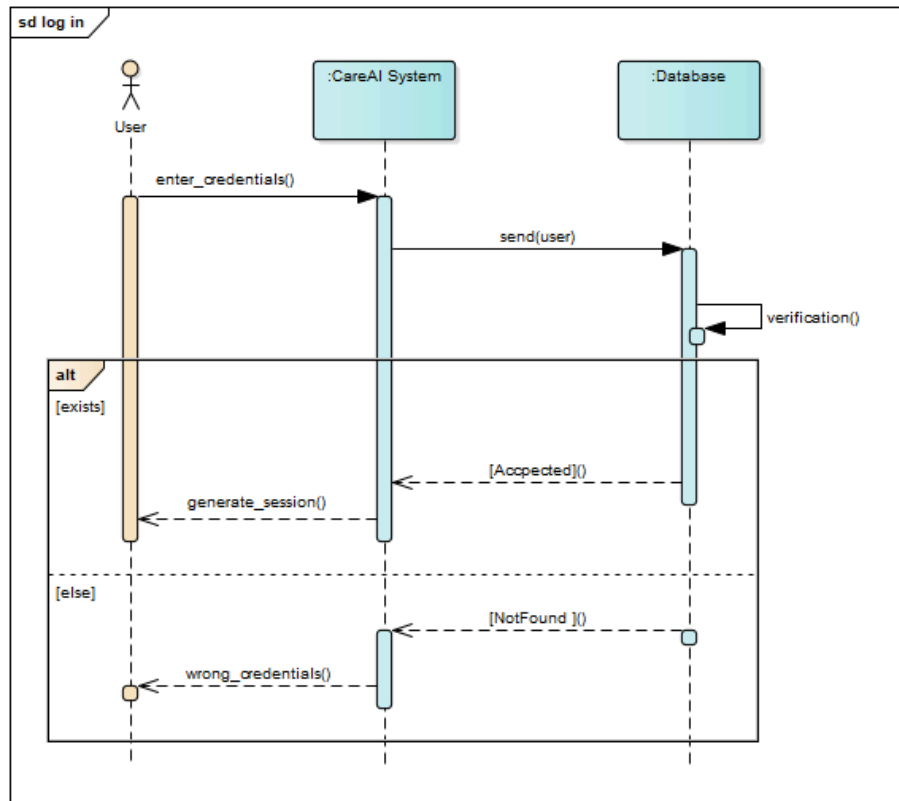 sd log in
:CareAI System
:Database
User
enter_credentials()
send(user)
verification()
alt
[exists]
[Accpected]()
generate_session()
[else]
[NotFound ]()
wrong_credentials()